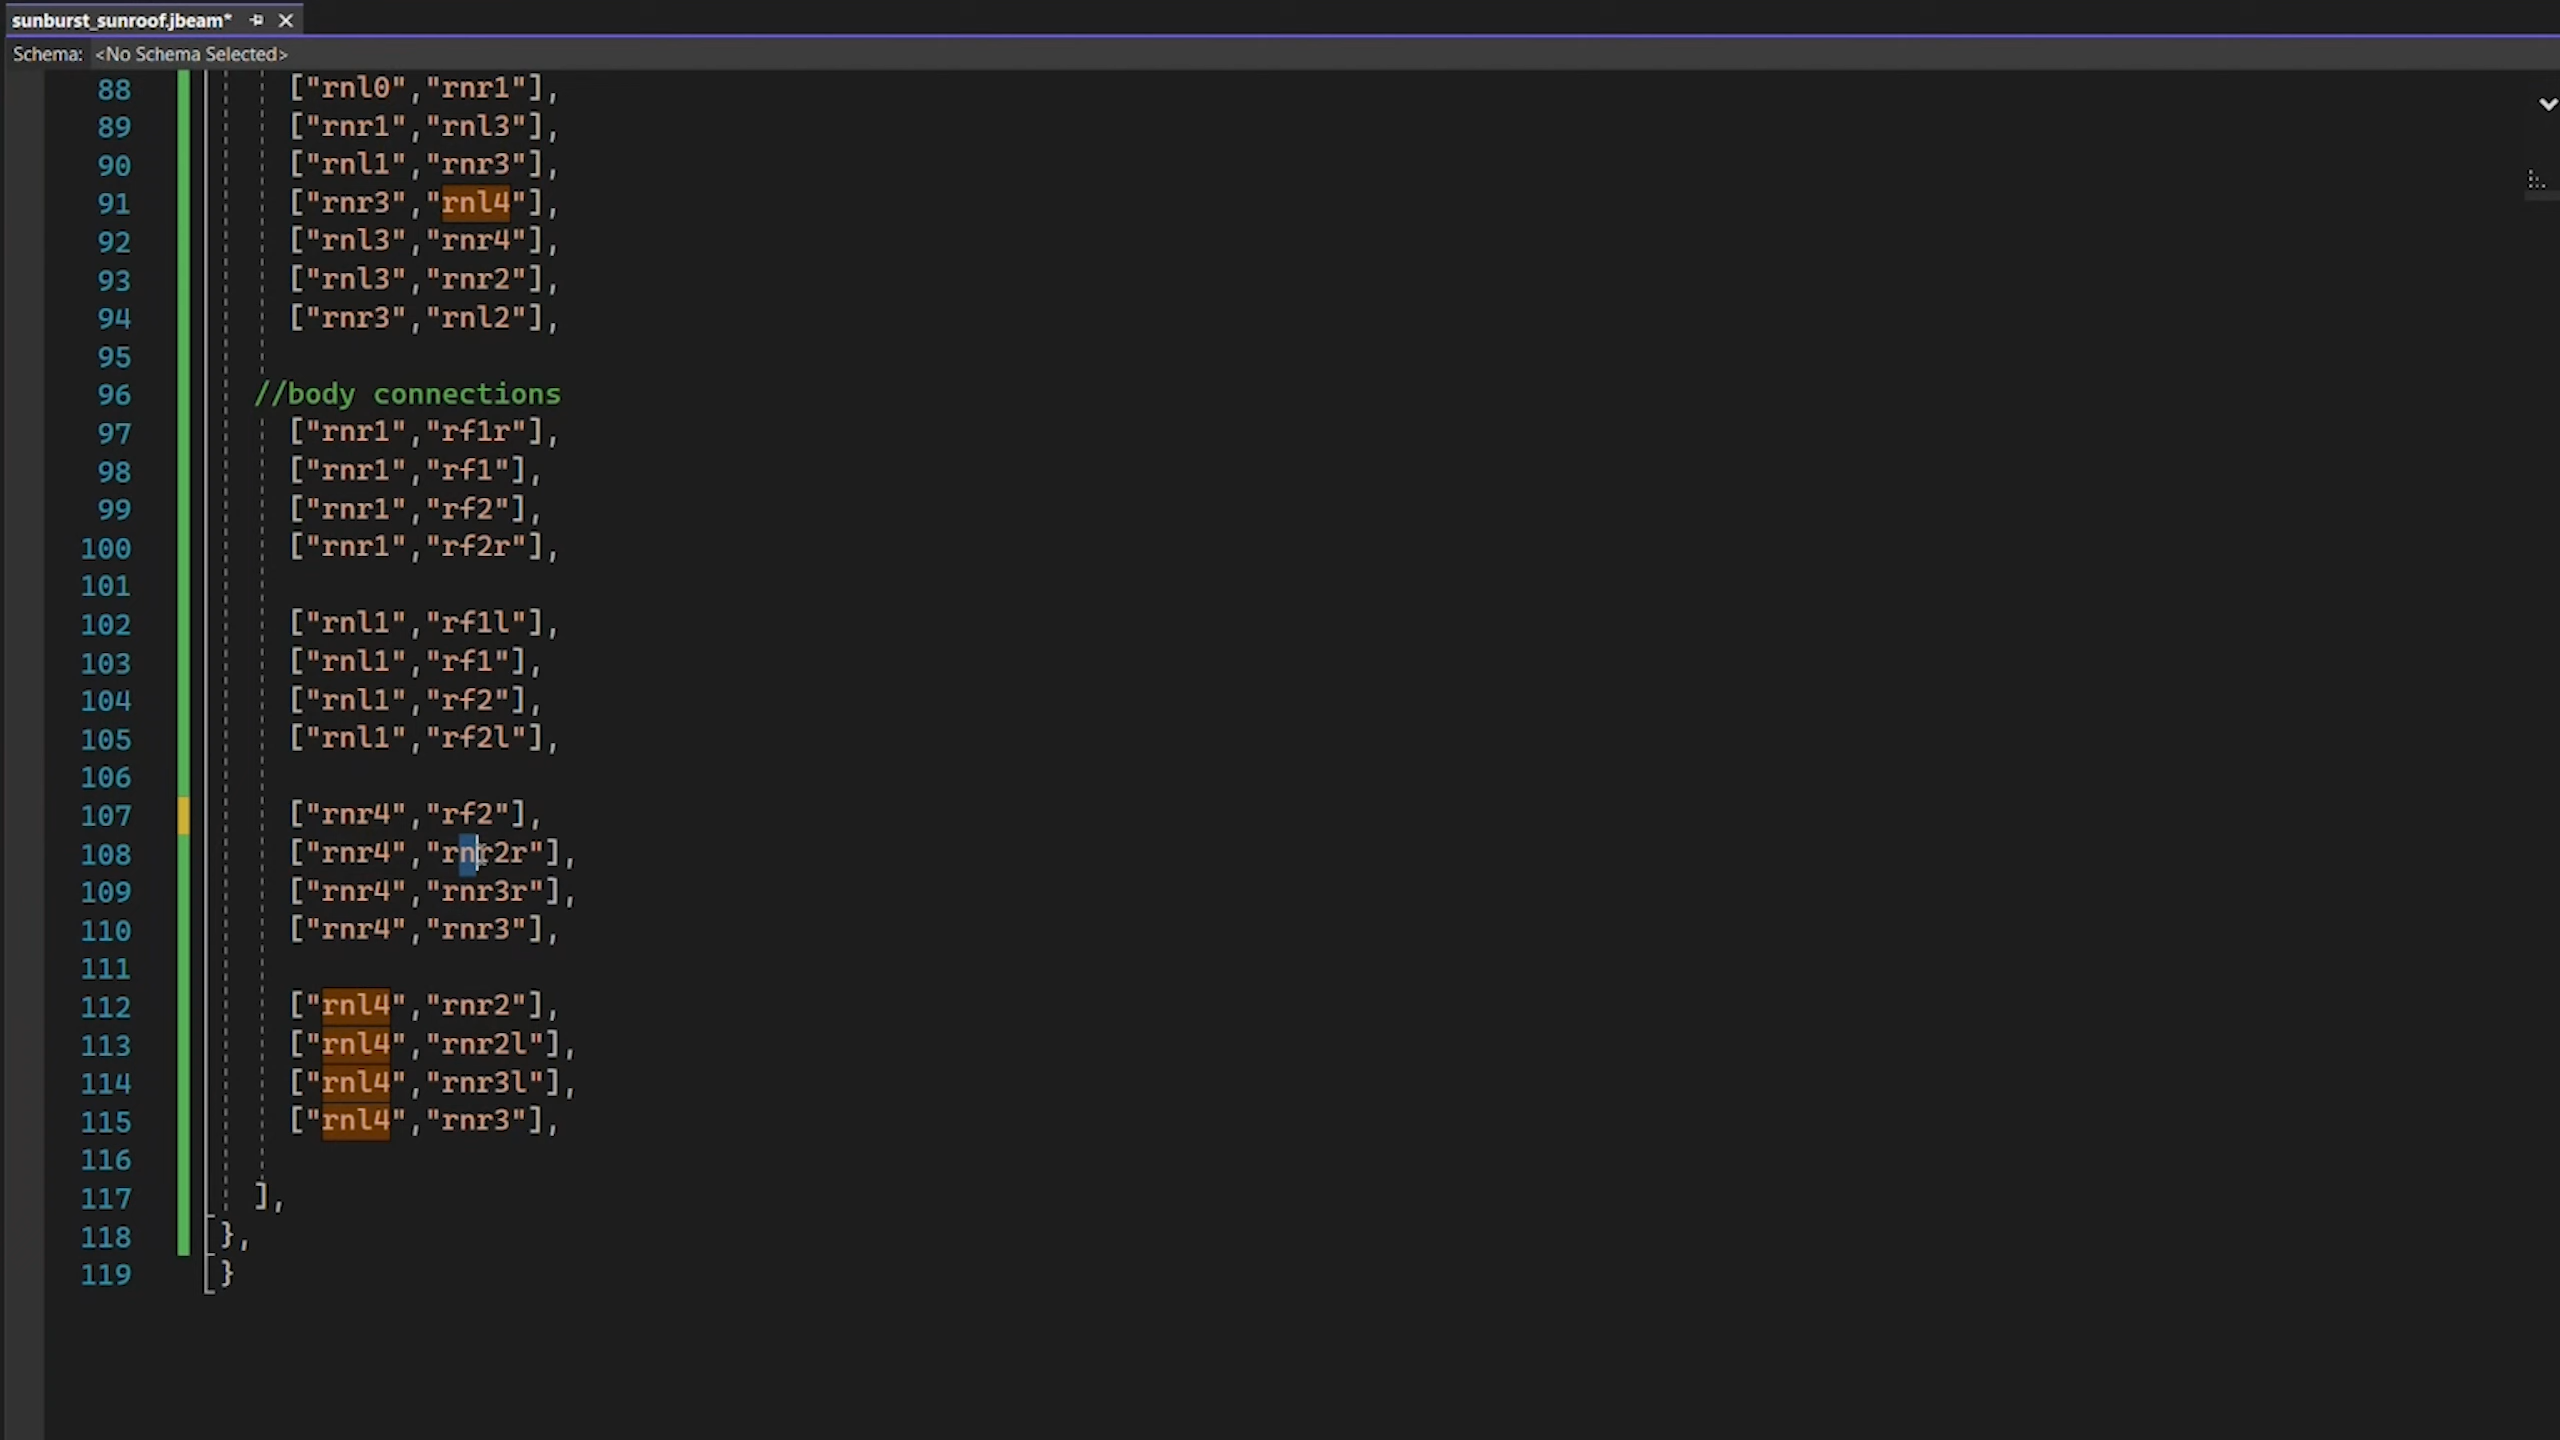 sunburst_sunroof.jbeam*
Schema: <No Schema Selected>
88 ["rnl0","rnr1"],
89 ["rnr1","rnl3"],
90 ["rnl1","rnr3"],
91 ["rnr3","rnl4"],
92 ["rnl3","rnr4"],
93 ["rnl3","rnr2"],
94 ["rnr3","rnl2"],
95
96 //body connections
97 ["rnr1","rf1r"],
98 ["rnr1","rf1"],
99 ["rnr1","rf2"],
100 ["rnr1","rf2r"],
101
102 ["rnl1","rf1l"],
103 ["rnl1","rf1"],
104 ["rnl1","rf2"],
105 ["rnl1","rf2l"],
106
107 ["rnr4","rf2"],
108 ["rnr4","rnr2r"],
109 ["rnr4","rnr3r"],
110 ["rnr4","rnr3"],
111
112 ["rnl4","rnr2"],
113 ["rnl4","rnr2l"],
114 ["rnl4","rnr3l"],
115 ["rnl4","rnr3"],
116
117 ],
118 },
119 }